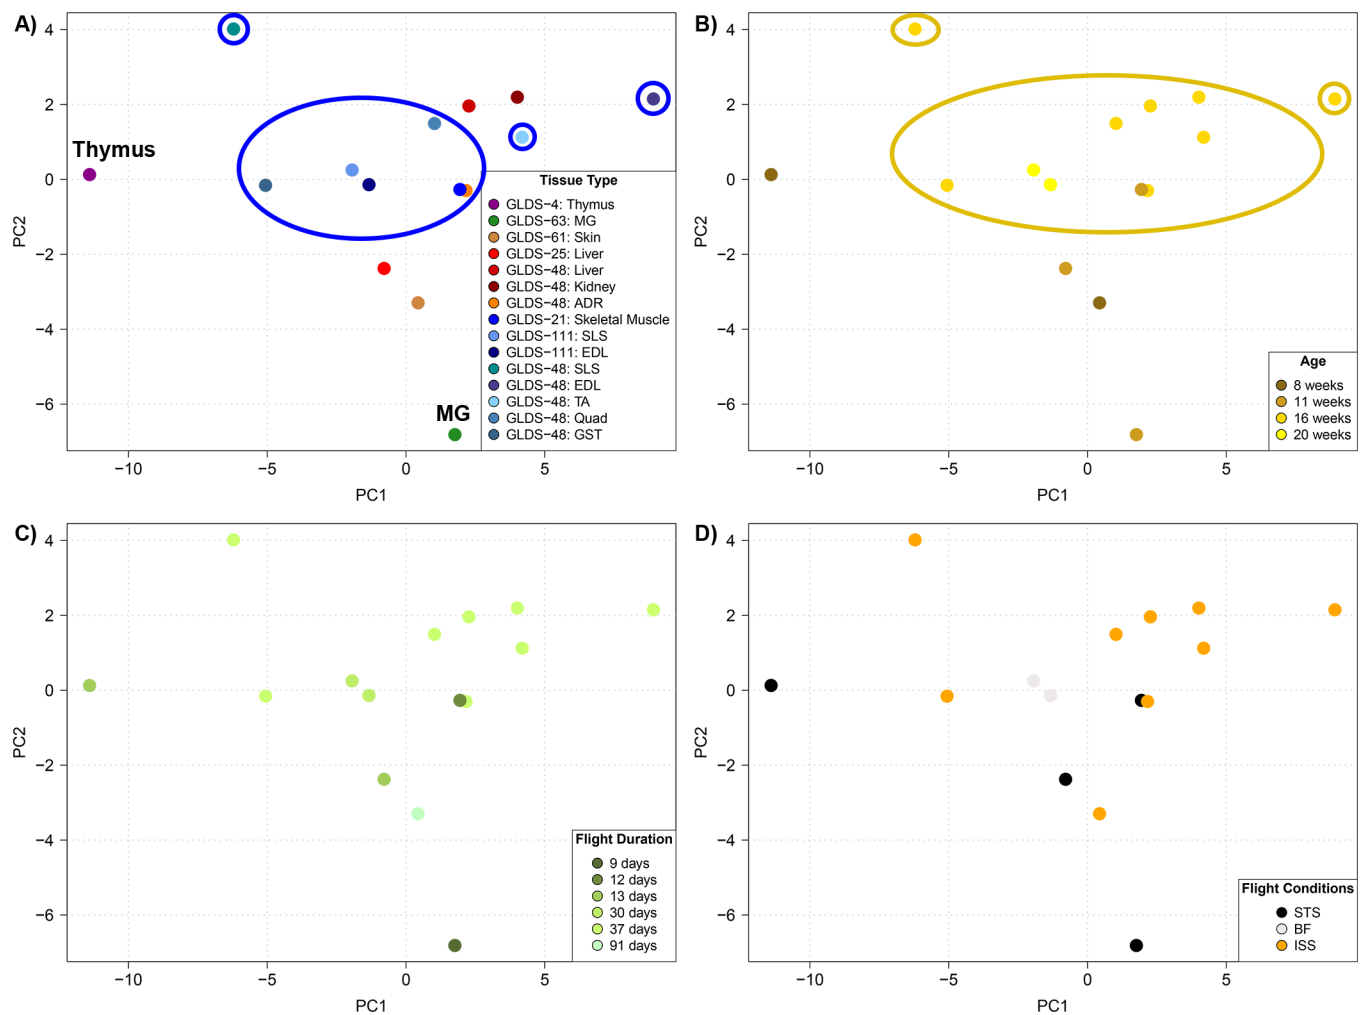 A)
4
2
0
−2
−4
−6
PC2
Thymus
MG
Tissue Type
GLDS−4: Thymus
GLDS−63: MG
GLDS−61: Skin
GLDS−25: Liver
GLDS−48: Liver
GLDS−48: Kidney
GLDS−48: ADR
GLDS−21: Skeletal Muscle
GLDS−111: SLS
GLDS−111: EDL
GLDS−48: SLS
GLDS−48: EDL
GLDS−48: TA
GLDS−48: Quad
GLDS−48: GST
−10 −5 0 5
PC1
B)
4
2
0
−2
−4
−6
PC2
Age
8 weeks
11 weeks
16 weeks
20 weeks
−10 −5 0 5
PC1
C)
4
2
0
−2
−4
−6
PC2
Flight Duration
9 days
12 days
13 days
30 days
37 days
91 days
−10 −5 0 5
PC1
D)
4
2
0
−2
−4
−6
PC2
Flight Conditions
STS
BF
ISS
−10 −5 0 5
PC1